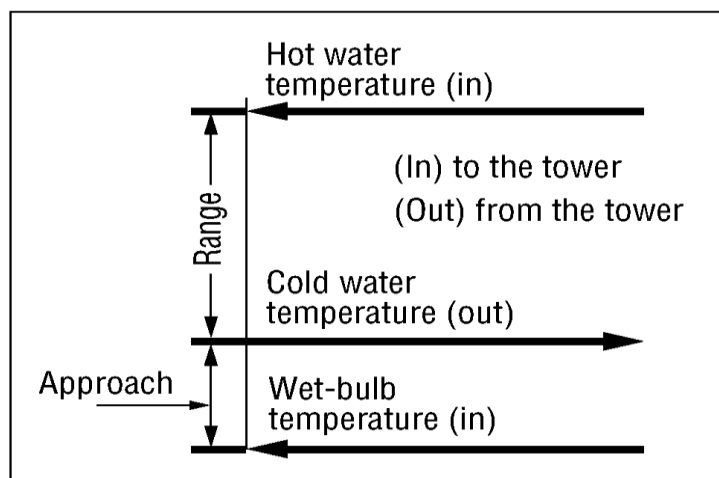 Hot water
temperature (in)
(In) to the tower
(Out) from the tower
Range
Cold water
temperature (out)
Approach
Wet-bulb
temperature (in)